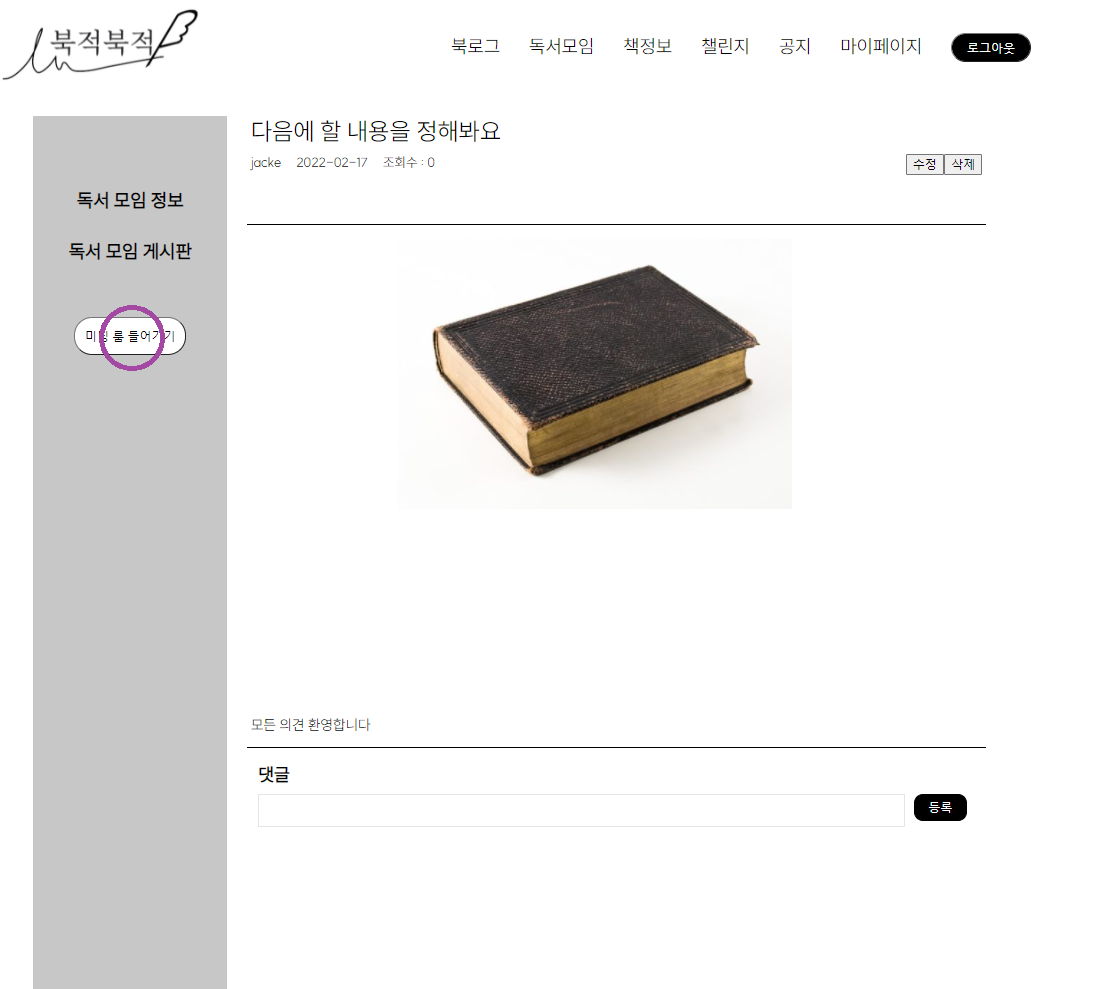 북적북적
북로그 독서모임 책정보 챌린지 공지 마이페이지 로그아웃
다음에 할 내용을 정해봐요
jacke 2022-02-17 조회수 : 0
수정 삭제
독서 모임 정보
독서 모임 게시판
미팅 룸 들어가기
모든 의견 환영합니다
댓글
등록